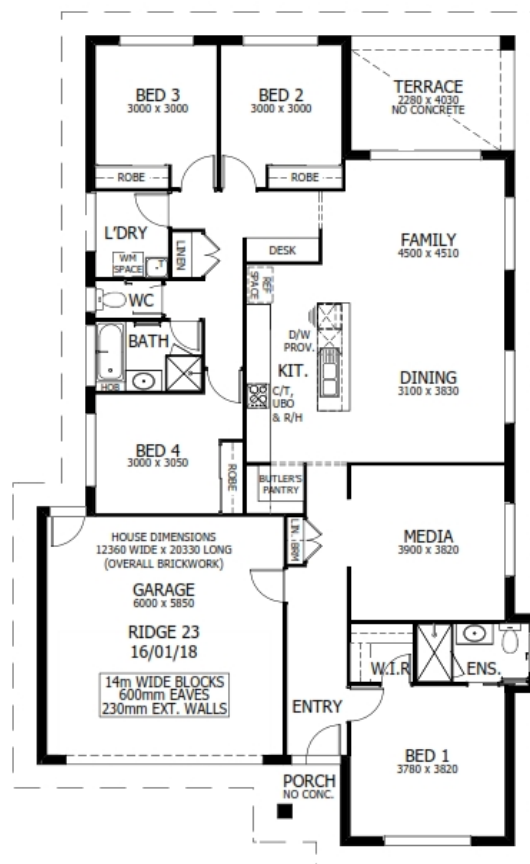 BED 3
3000 x 3000
BED 2
3000 x 3000
TERRACE
2280 x 4030
NO CONCRETE
ROBE
ROBE
L'DRY
WM
SPACE
T
LINEN
DESK
FAMILY
4500 x 4510
WC
REF
SPACE
BATH
HOB
D/W
PROV.
KIT.
C/T,
UBO
& R/H
DINING
3100 x 3830
BED 4
3000 x 3050
ROBE
BUTLER'S
PANTRY
HOUSE DIMENSIONS
12360 WIDE x 20330 LONG
(OVERALL BRICKWORK)
LIN.
/BRM
MEDIA
3900 x 3820
GARAGE
6000 x 5850
RIDGE 23
16/01/18
14m WIDE BLOCKS
600mm EAVES
230mm EXT. WALLS
W.I.R
ENS.
ENTRY
BED 1
3780 x 3820
PORCH
NO CONC.